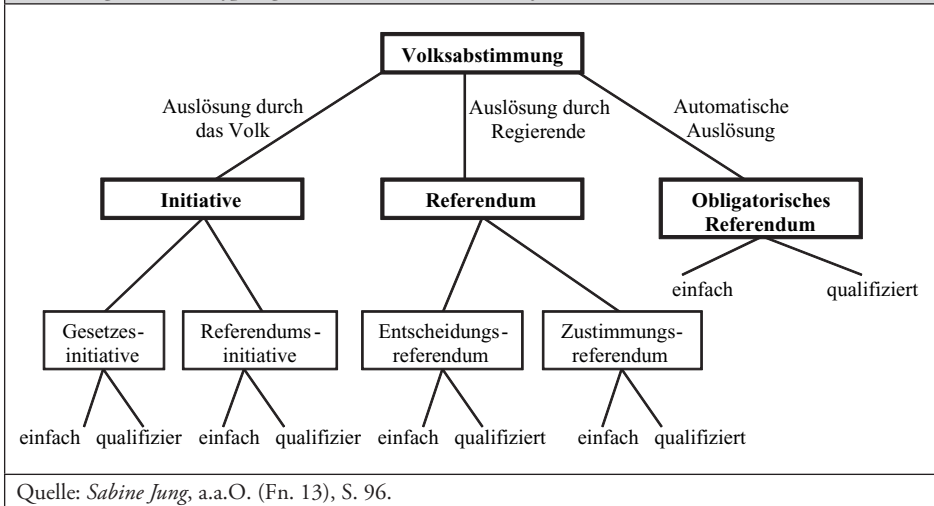 Volksabstimmung
Auslösung durch
das Volk
Auslösung durch
Regierende
Automatische
Auslösung
Initiative
Referendum
Obligatorisches
Referendum
einfach qualifiziert
Gesetzes-
initiative
Referendums-
initiative
Entscheidungs-
referendum
Zustimmungs-
referendum
einfach qualifizier einfach qualifizier einfach qualifiziert einfach qualifiziert
Quelle: Sabine Jung, a.a.O. (Fn. 13), S. 96.